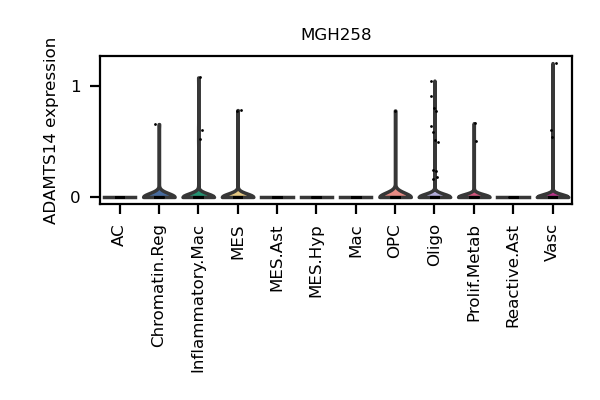 MGH258
ADAMTS14 expression
1
0
AC
Chromatin.Reg
Inflammatory.Mac
MES
MES.Ast
MES.Hyp
Mac
OPC
Oligo
Prolif.Metab
Reactive.Ast
Vasc